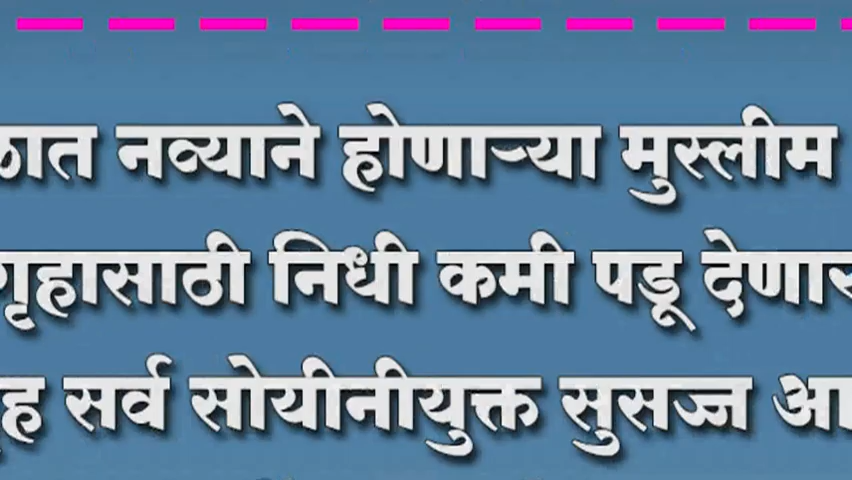 नव्याने होणाऱ्या मुस्लीम
निधी कमी पडू
सर्व सोयीनीयुक्त सुसज्ज